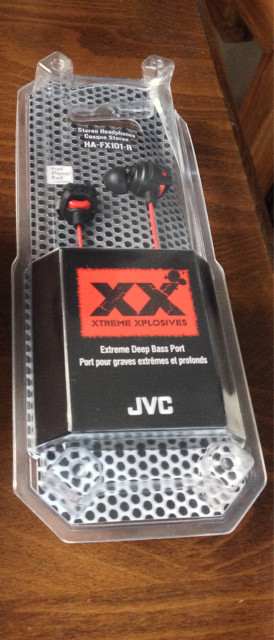 Stereo Headphones
Casque Stereo
HA-FX101-R
XX
XTREME XPLOSIVES
Extreme Deep Bass Port
Port pour graves extrêmes et profonds
JVC